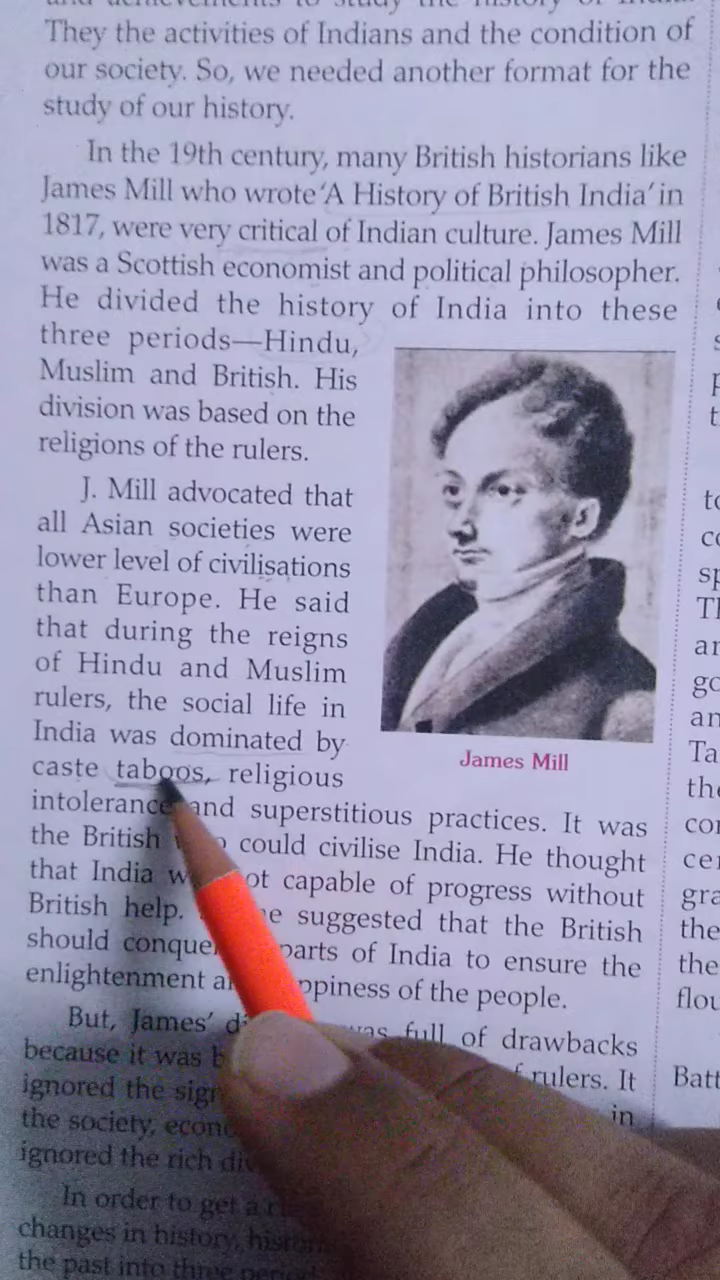 They the activities of Indians and the condition of
our society. So, we needed another format for the
study of our history.
In the 19th century, many British historians like
James Mill who wrote 'A History of British India' in
1817, were very critical of Indian culture. James Mill
was a Scottish economist and political philosopher.
He divided the history of India into these
three periods—Hindu,
Muslim and British. His
division was based on the
religions of the rulers.
J. Mill advocated that
all Asian societies were
lower level of civilisations
than Europe. He said
that during the reigns
of Hindu and Muslim
rulers, the social life in
India was dominated by
caste taboos, religious
James Mill
intolerance and superstitious practices. It was
the British could civilise India. He thought
that India not capable of progress without
British help. suggested that the British
should conquer parts of India to ensure the
enlightenment happiness of the people.
But, James' was full of drawbacks
because it was rulers. It
ignored the in
the society,
ignored the rich
In order to get a
changes in history,
the past into three